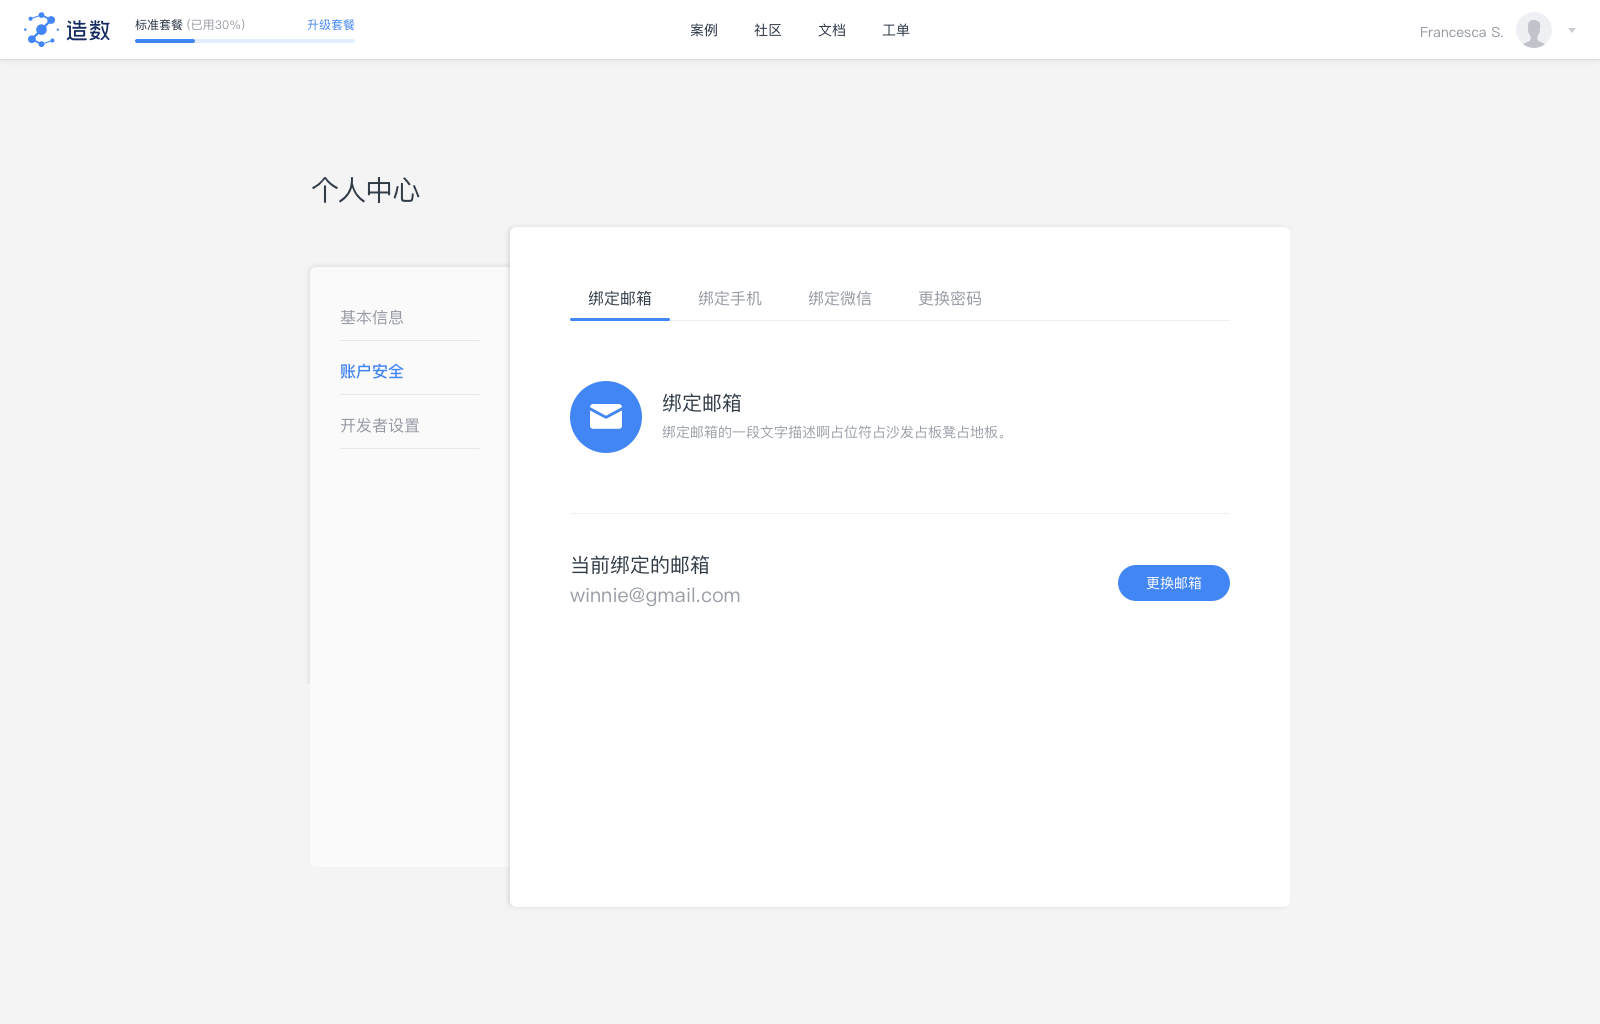 造数
标准套餐 (已用30%) 升级套餐
案例 社区 文档 工单
Francesca S.
个人中心
基本信息
账户安全
开发者设置
绑定邮箱 绑定手机 绑定微信 更换密码
绑定邮箱
绑定邮箱的一段文字描述啊占位符占沙发占板凳占地板。
当前绑定的邮箱
winnie@gmail.com
更换邮箱